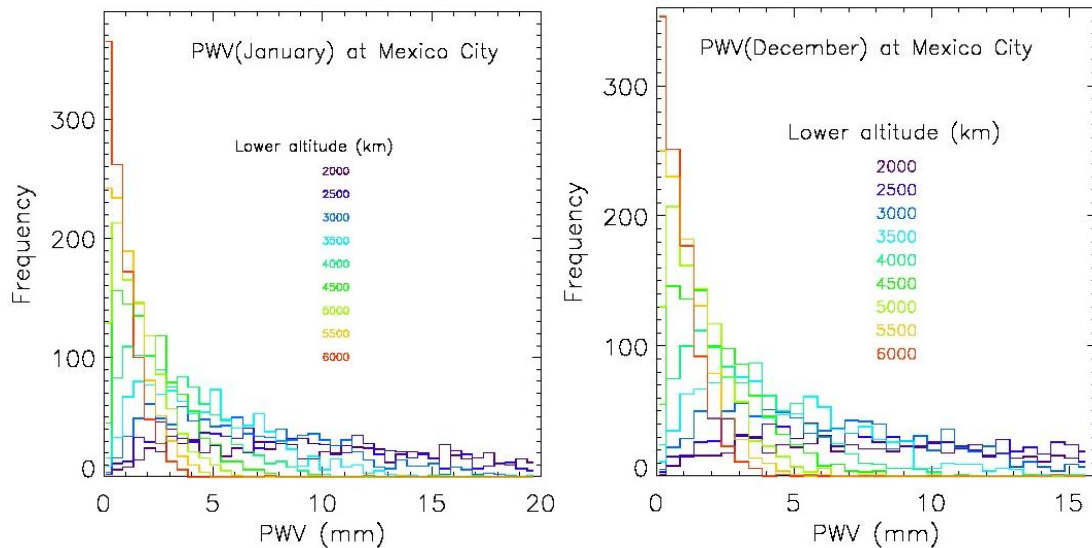 PWV(January) at Mexico City
Lower altitude (km)
2000
2500
3000
3500
4000
4500
5000
5500
6000
Frequency
300
200
100
0
0 5 10 15 20
PWV (mm)
PWV(December) at Mexico City
Lower altitude (km)
2000
2500
3000
3500
4000
4500
5000
5500
6000
Frequency
300
200
100
0
0 5 10 15
PWV (mm)